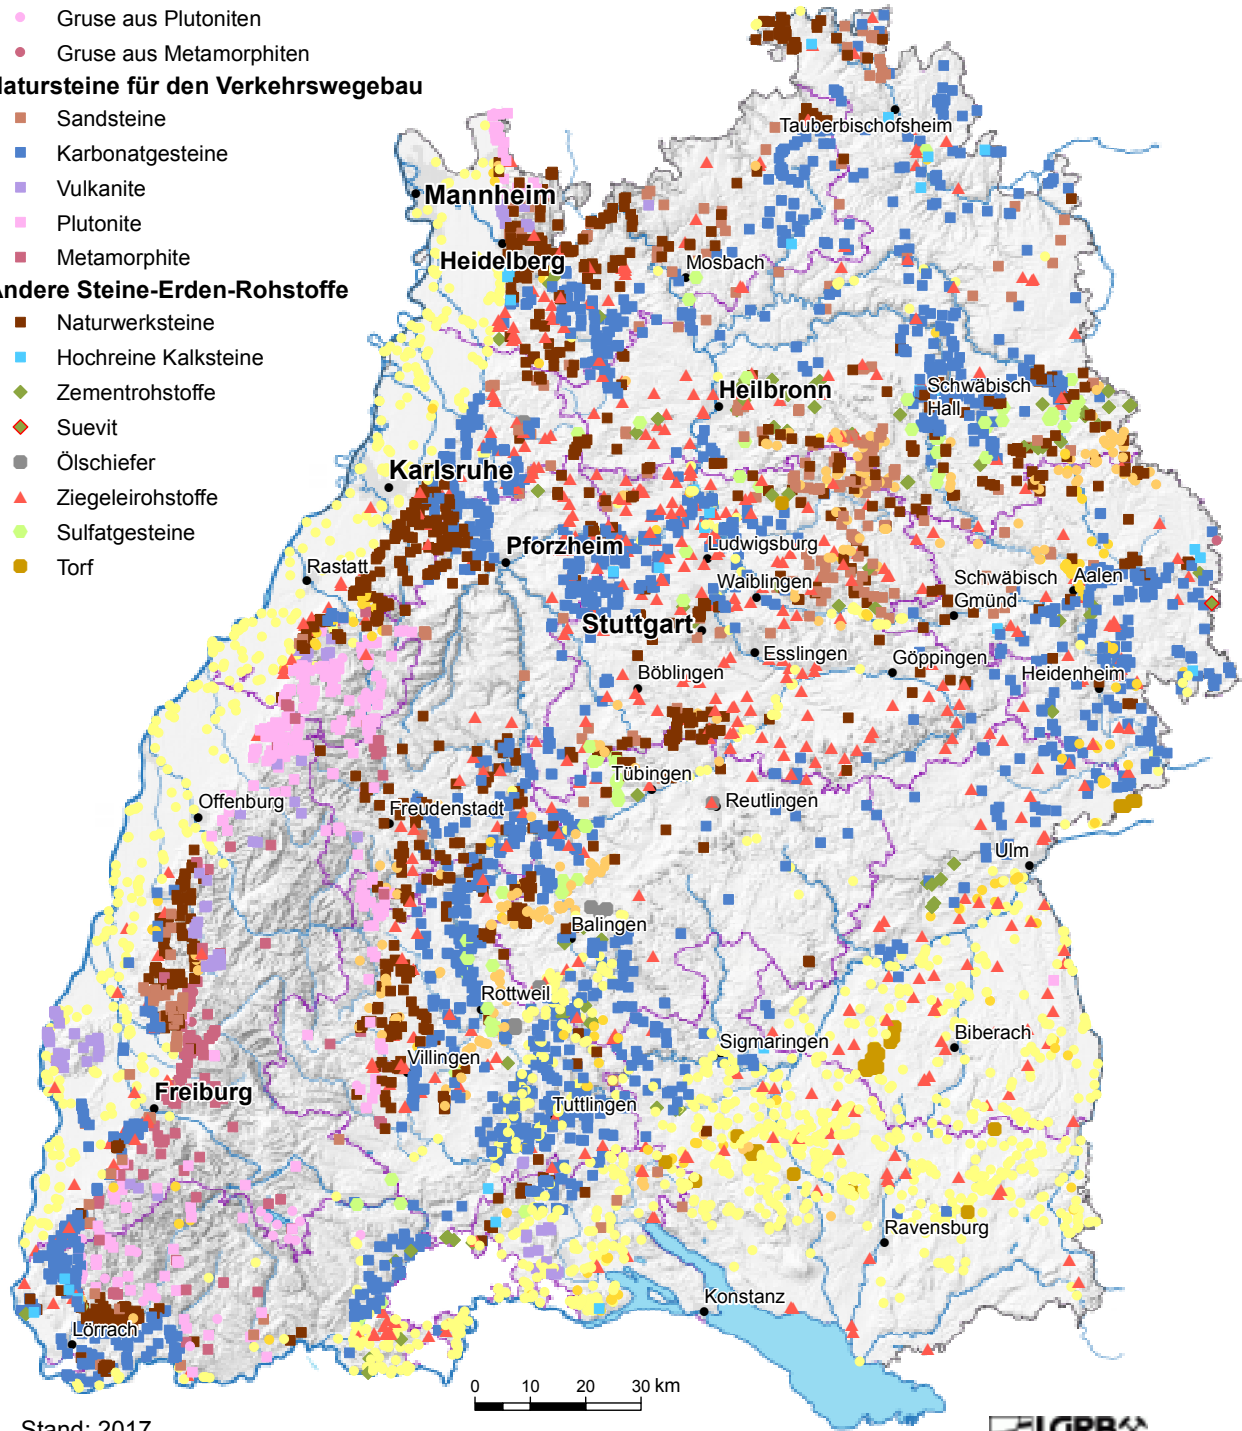 Gruse aus Plutoniten
Gruse aus Metamorphiten
Natursteine für den Verkehrswegebau
Sandsteine
Karbonatgesteine
Vulkanite
Plutonite
Metamorphite
Andere Steine-Erden-Rohstoffe
Naturwerksteine
Hochreine Kalksteine
Zementrohstoffe
Suevit
Ölschiefer
Ziegeleirohstoffe
Sulfatgesteine
Torf
Tauberbischofsheim
Mannheim
Heidelberg
Mosbach
Heilbronn
Schwäbisch
Hall
Karlsruhe
Pforzheim
Ludwigsburg
Rastatt
Waiblingen
Schwäbisch
Gmünd
Aalen
Stuttgart
Esslingen
Göppingen
Böblingen
Heidenheim
Tübingen
Reutlingen
Offenburg
Freudenstadt
Ulm
Balingen
Rottweil
Sigmaringen
Biberach
Villingen
Freiburg
Tuttlingen
Ravensburg
Konstanz
Lörrach
0 10 20 30 km
Stand: 2017
LGRB